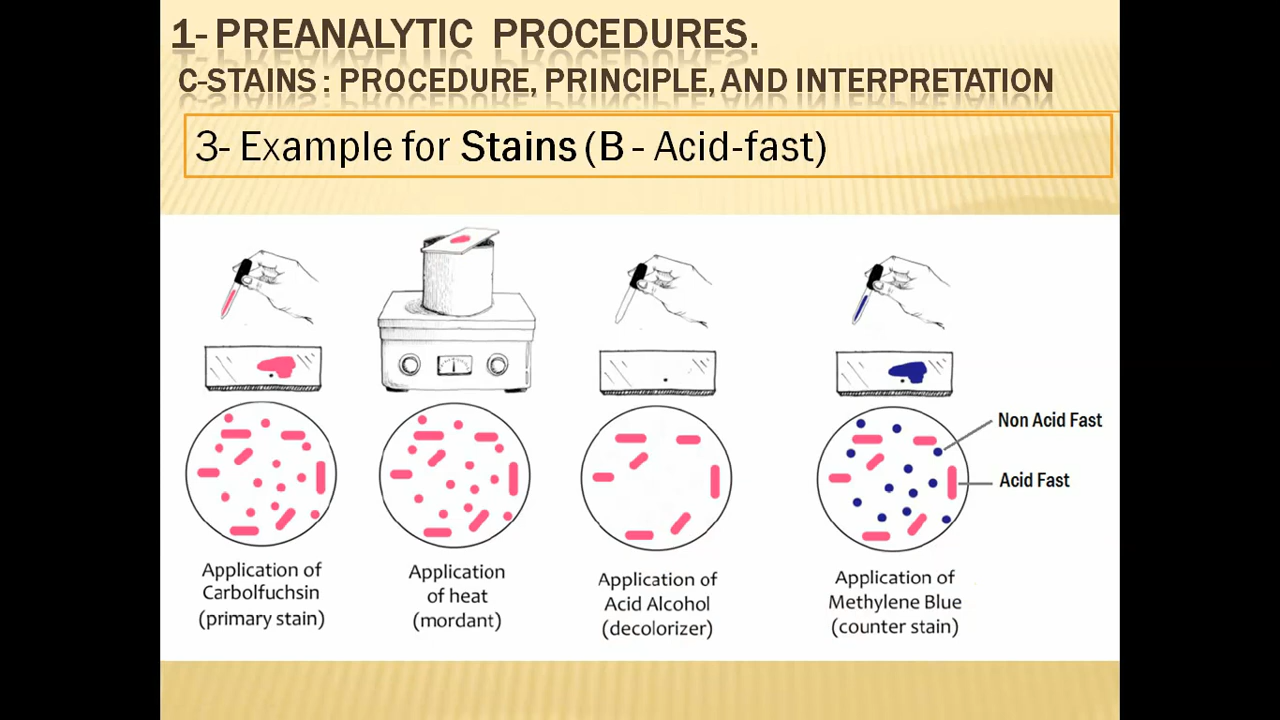 1- PREANALYTIC PROCEDURES.
C-STAINS : PROCEDURE, PRINCIPLE, AND INTERPRETATION
3- Example for Stains (B - Acid-fast)
Non Acid Fast
Acid Fast
Application of
Carbolfuchsin
(primary stain)
Application
of heat
(mordant)
Application of
Acid Alcohol
(decolorizer)
Application of
Methylene Blue
(counter stain)